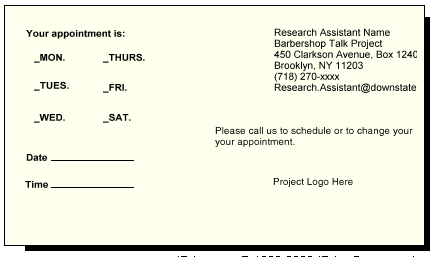 Your appointment is:
_MON. _THURS.
_TUES. _FRI.
_WED. _SAT.
Date
Time
Research Assistant Name
Barbershop Talk Project
450 Clarkson Avenue, Box 1240
Brooklyn, NY 11203
(718) 270-xxxx
Research.Assistant@downstate
Please call us to schedule or to change your
your appointment.
Project Logo Here